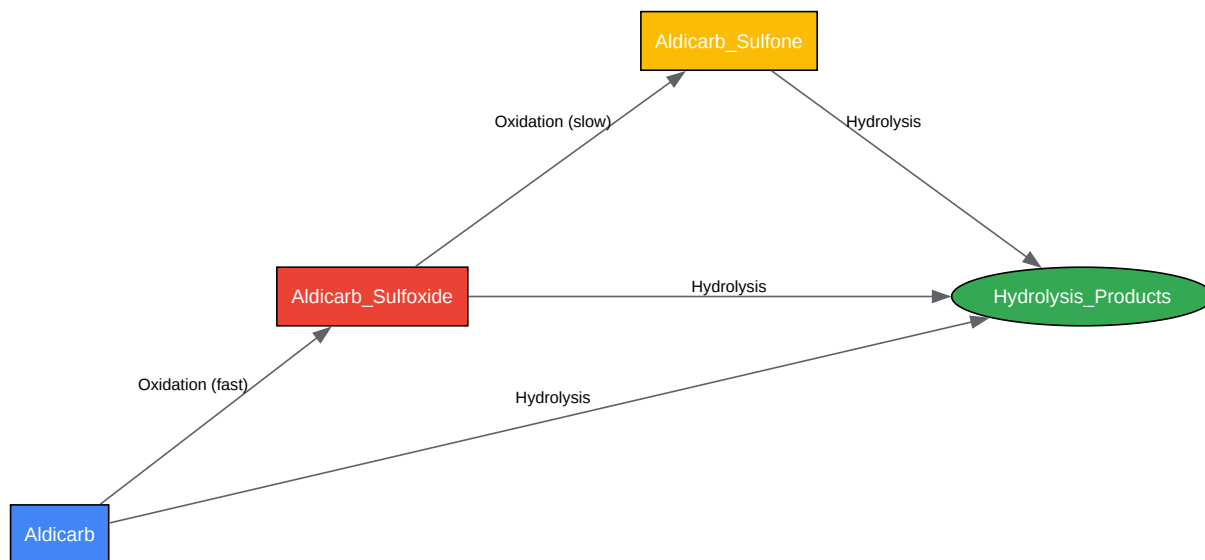 Aldicarb_Sulfone
Oxidation (slow)
Hydrolysis
Aldicarb_Sulfoxide
Hydrolysis
Hydrolysis_Products
Oxidation (fast)
Hydrolysis
Aldicarb